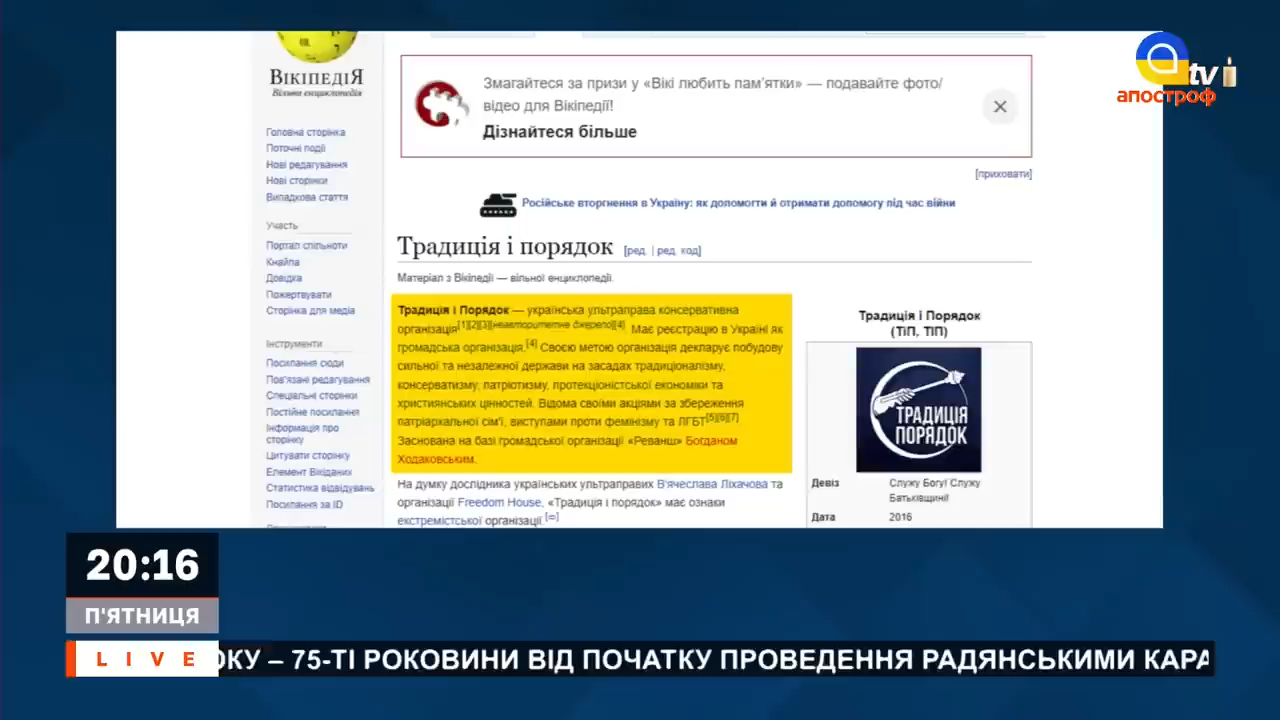 ВІКІПЕДІЯ
Вільна енциклопедія
Головна сторінка
Поточні події
Нові редагування
Нові сторінки
Випадкова стаття
Участь
Портал спільноти
Кнайпа
Довідка
Пожертвувати
Сторінка для медіа
Інструменти
Посилання сюди
Пов'язані редагування
Спеціальні сторінки
Постійне посилання
Інформація про
сторінку
Цитувати сторінку
Елемент Вікіданих
Статистика відвідувань
Посилання за ID
Змагайтеся за призи у «Вікі любить пам'ятки» — подавайте фото/
відео для Вікіпедії!
Дізнайтеся більше
[приховати]
Російське вторгнення в Україну: як допомогти й отримати допомогу під час війни
Традиція і порядок [ред. | ред. код]
Матеріал з Вікіпедії — вільної енциклопедії.
Традиція і Порядок — українська ультраправа консервативна
організація[1][2][3][неавторитетне джерело][4]. Має реєстрацію в Україні як
громадська організація.[4] Своєю метою організація декларує побудову
сильної та незалежної держави на засадах традиціоналізму,
консерватизму, патріотизму, протекціоністської економіки та
християнських цінностей. Відома своїми акціями за збереження
патріархальної сім'ї, виступами проти фемінізму та ЛГБТ[5][6][7]
Заснована на базі громадської організації «Реванш» Богданом
Ходаковським.
На думку дослідника українських ультраправих В'ячеслава Ліхачова та
організації Freedom House, «Традиція і порядок» має ознаки
екстремістської організації.
Традиція і Порядок
(ТіП, ТІП)
ТРАДИЦІЯ
ПОРЯДОК
Девіз Служу Богу! Служу
Батьківщині!
Дата 2016
tv
апостроф
20:16
П'ЯТНИЦЯ
LIVE
ОКУ – 75-ТІ РОКОВИНИ ВІД ПОЧАТКУ ПРОВЕДЕННЯ РАДЯНСЬКИМИ КАРА